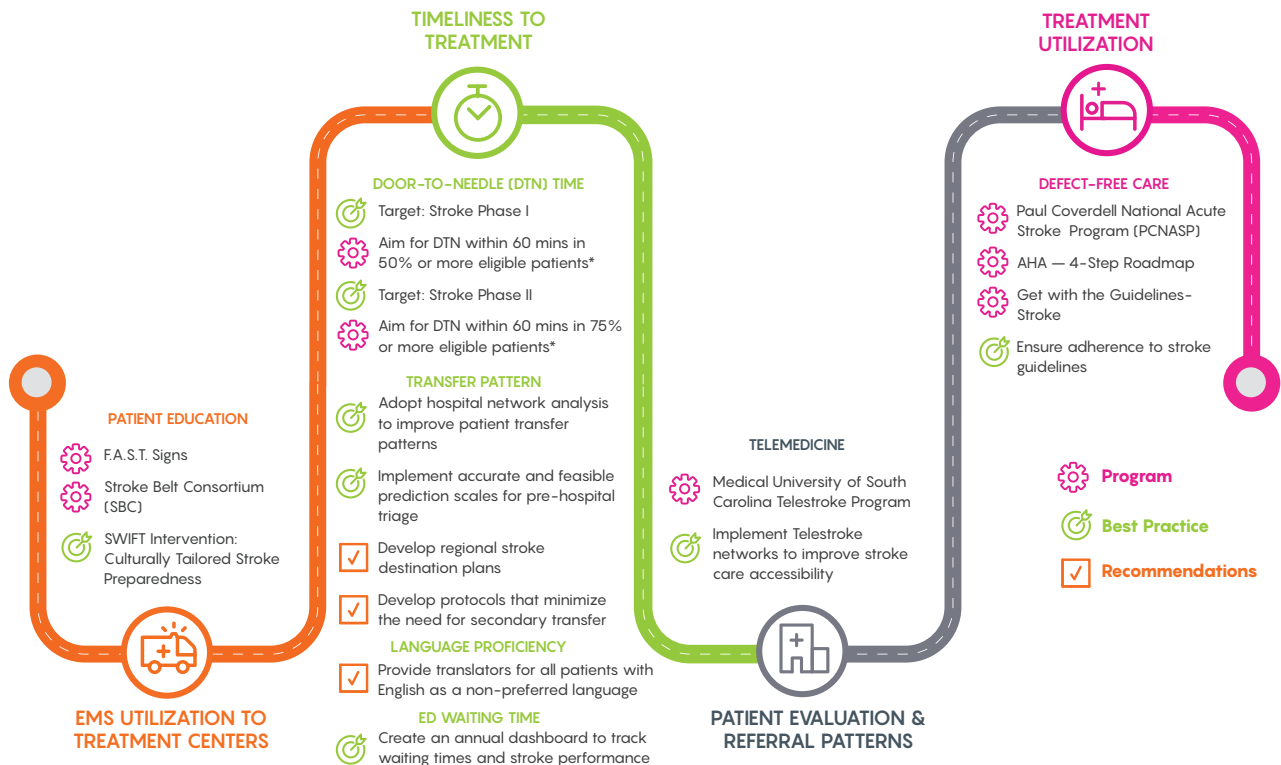 TIMELINESS TO
TREATMENT
TREATMENT
UTILIZATION
DOOR-TO-NEEDLE (DTN) TIME
Target: Stroke Phase I
Aim for DTN within 60 mins in
50% or more eligible patients*
Target: Stroke Phase II
Aim for DTN within 60 mins in 75%
or more eligible patients*
TRANSFER PATTERN
Adopt hospital network analysis
to improve patient transfer
patterns
Implement accurate and feasible
prediction scales for pre-hospital
triage
Develop regional stroke
destination plans
Develop protocols that minimize
the need for secondary transfer
LANGUAGE PROFICIENCY
Provide translators for all patients with
English as a non-preferred language
ED WAITING TIME
Create an annual dashboard to track
waiting times and stroke performance
DEFECT-FREE CARE
Paul Coverdell National Acute
Stroke Program (PCNASP)
AHA — 4-Step Roadmap
Get with the Guidelines-
Stroke
Ensure adherence to stroke
guidelines
PATIENT EDUCATION
F.A.S.T. Signs
Stroke Belt Consortium
(SBC)
SWIFT Intervention:
Culturally Tailored Stroke
Preparedness
EMS UTILIZATION TO
TREATMENT CENTERS
TELEMEDICINE
Medical University of South
Carolina Telestroke Program
Implement Telestroke
networks to improve stroke
care accessibility
PATIENT EVALUATION &
REFERRAL PATTERNS
Program
Best Practice
Recommendations